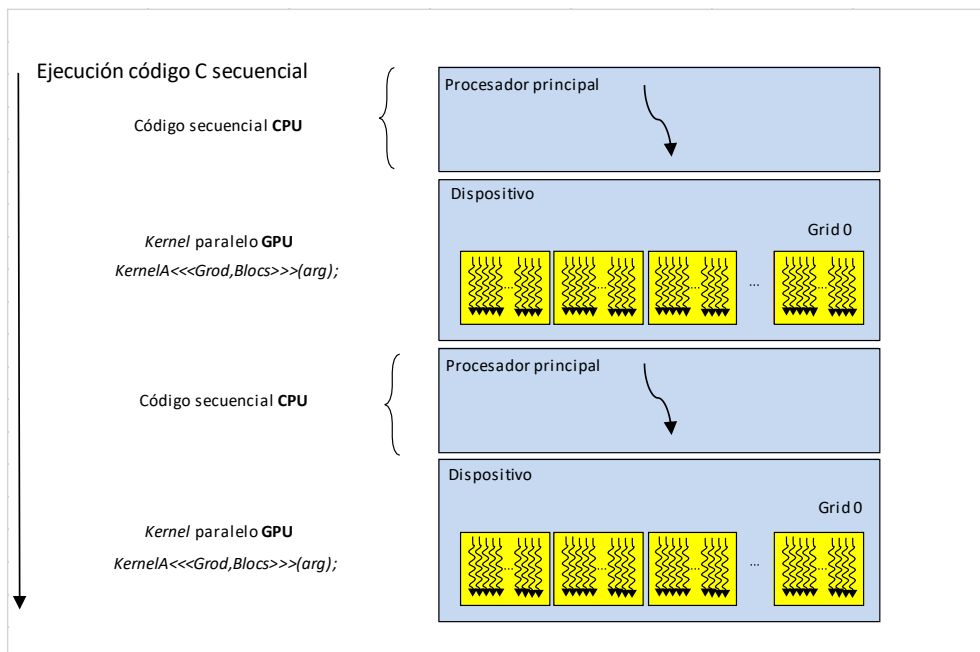 Ejecución código C secuencial
Código secuencial CPU
Procesador principal
Kernel paralelo GPU
KernelA<<<Grod,Blocs>>>(arg);
Dispositivo
Grid 0
...
...
...
...
...
Código secuencial CPU
Procesador principal
Kernel paralelo GPU
KernelA<<<Grod,Blocs>>>(arg);
Dispositivo
Grid 0
...
...
...
...
...